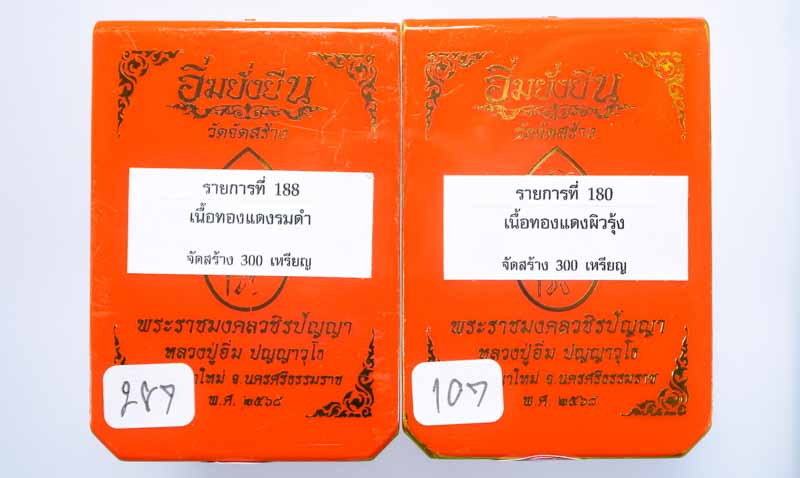 อิ่มยั่งยืน
วัดจัดสร้าง
รายการที่ 188
เนื้อทองแดงรมดำ
จัดสร้าง 300 เหรียญ
พระราชมงคลวชิรปัญญา
หลวงปู่อิ่ม ปญฺญาวุโธ
จ.นครศรีธรรมราช
พ.ศ. ๒๕๖๘
อิ่มยั่งยืน
วัดจัดสร้าง
รายการที่ 180
เนื้อทองแดงผิวรุ้ง
จัดสร้าง 300 เหรียญ
พระราชมงคลวชิรปัญญา
หลวงปู่อิ่ม ปญฺญาวุโธ
จ.นครศรีธรรมราช
พ.ศ. ๒๕๖๘